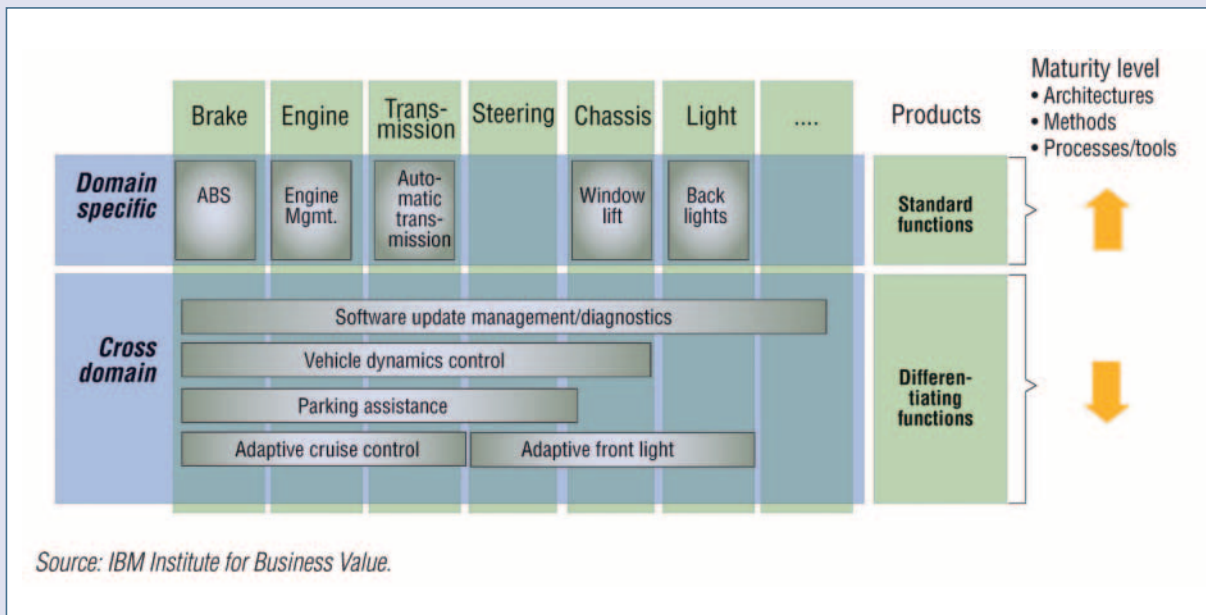 Maturity level
• Architectures
• Methods
• Processes/tools
Brake
Engine
Trans-
mission
Steering
Chassis
Light
....
Products
Domain
specific
ABS
Engine
Mgmt.
Auto-
matic
trans-
mission
Window
lift
Back
lights
Standard
functions
Cross
domain
Software update management/diagnostics
Vehicle dynamics control
Parking assistance
Adaptive cruise control
Adaptive front light
Differen-
tiating
functions
Source: IBM Institute for Business Value.